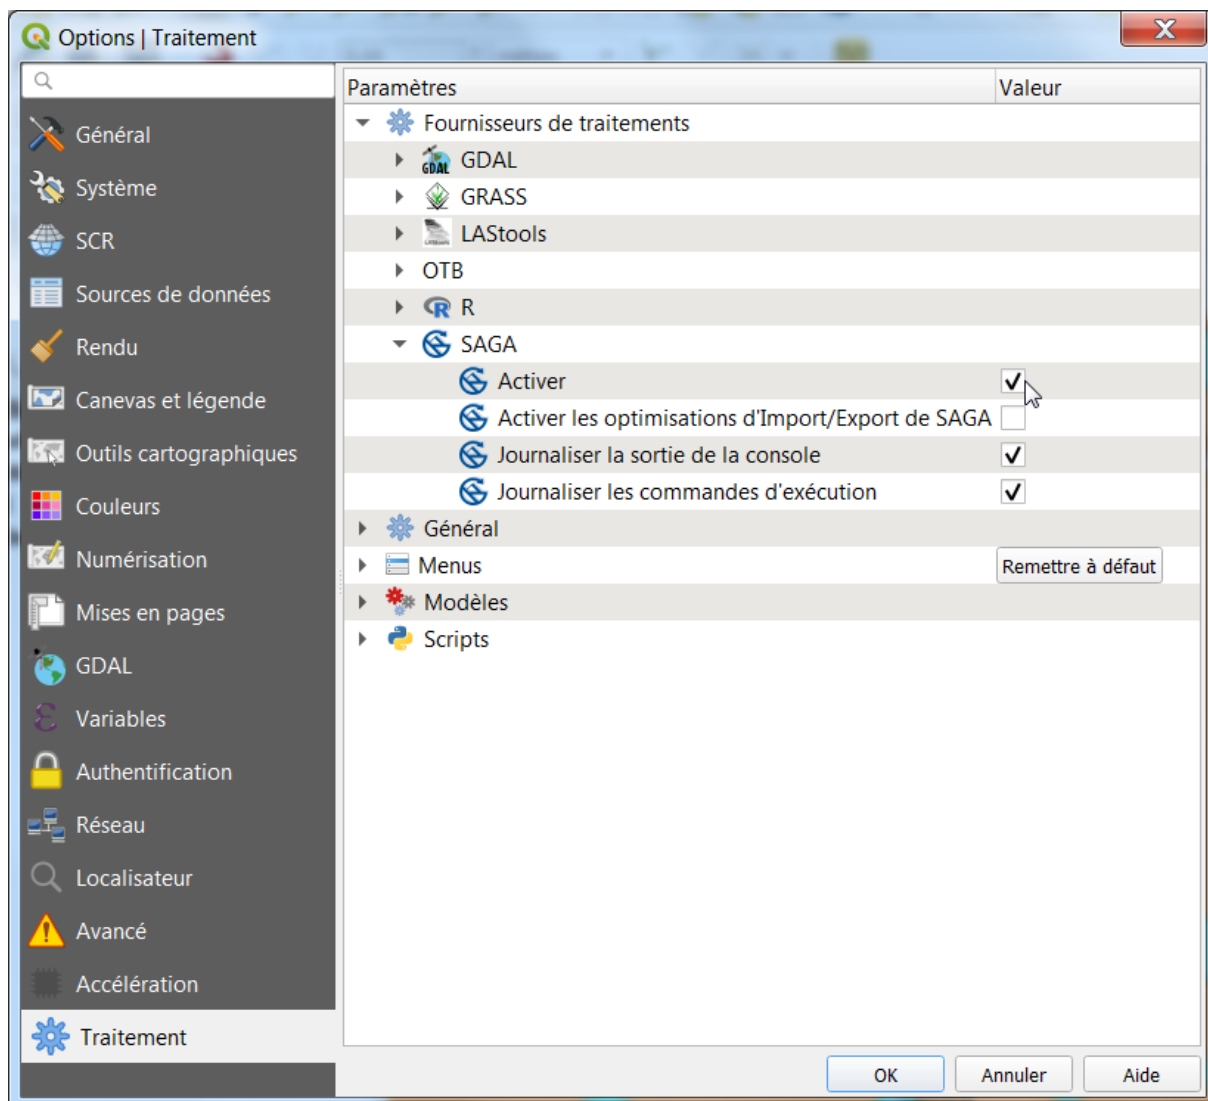 Options | Traitement
Général
Système
SCR
Sources de données
Rendu
Canevas et légende
Outils cartographiques
Couleurs
Numérisation
Mises en pages
GDAL
Variables
Authentification
Réseau
Localisateur
Avancé
Accélération
Traitement
Paramètres Valeur
Fournisseurs de traitements
GDAL GDAL
GRASS
LAStools
OTB
R R
SAGA
Activer
Activer les optimisations d'Import/Export de SAGA
Journaliser la sortie de la console
Journaliser les commandes d'exécution
Général
Menus Remettre à défaut
Modèles
Scripts
OK Annuler Aide